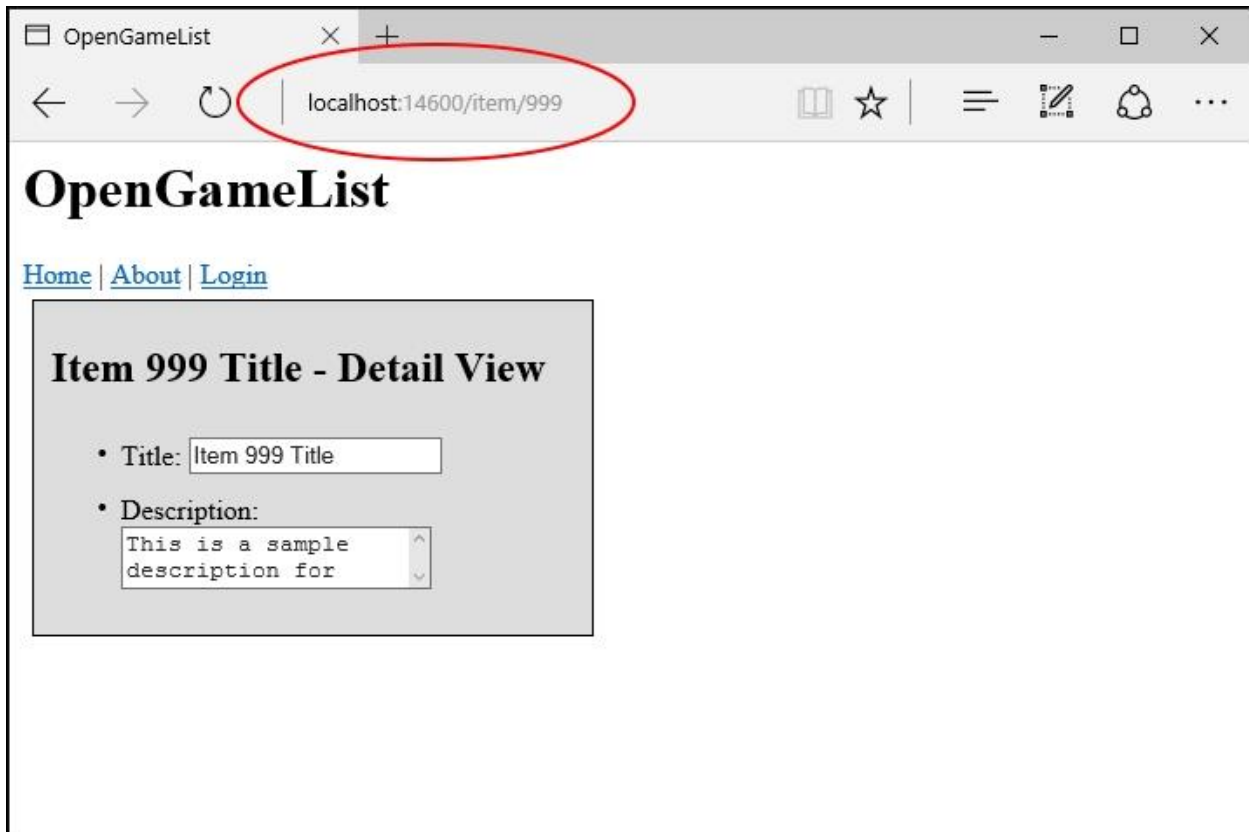 OpenGameList
localhost:14600/item/999
OpenGameList
Home | About | Login
Item 999 Title - Detail View
• Title: Item 999 Title
• Description:
This is a sample
description for